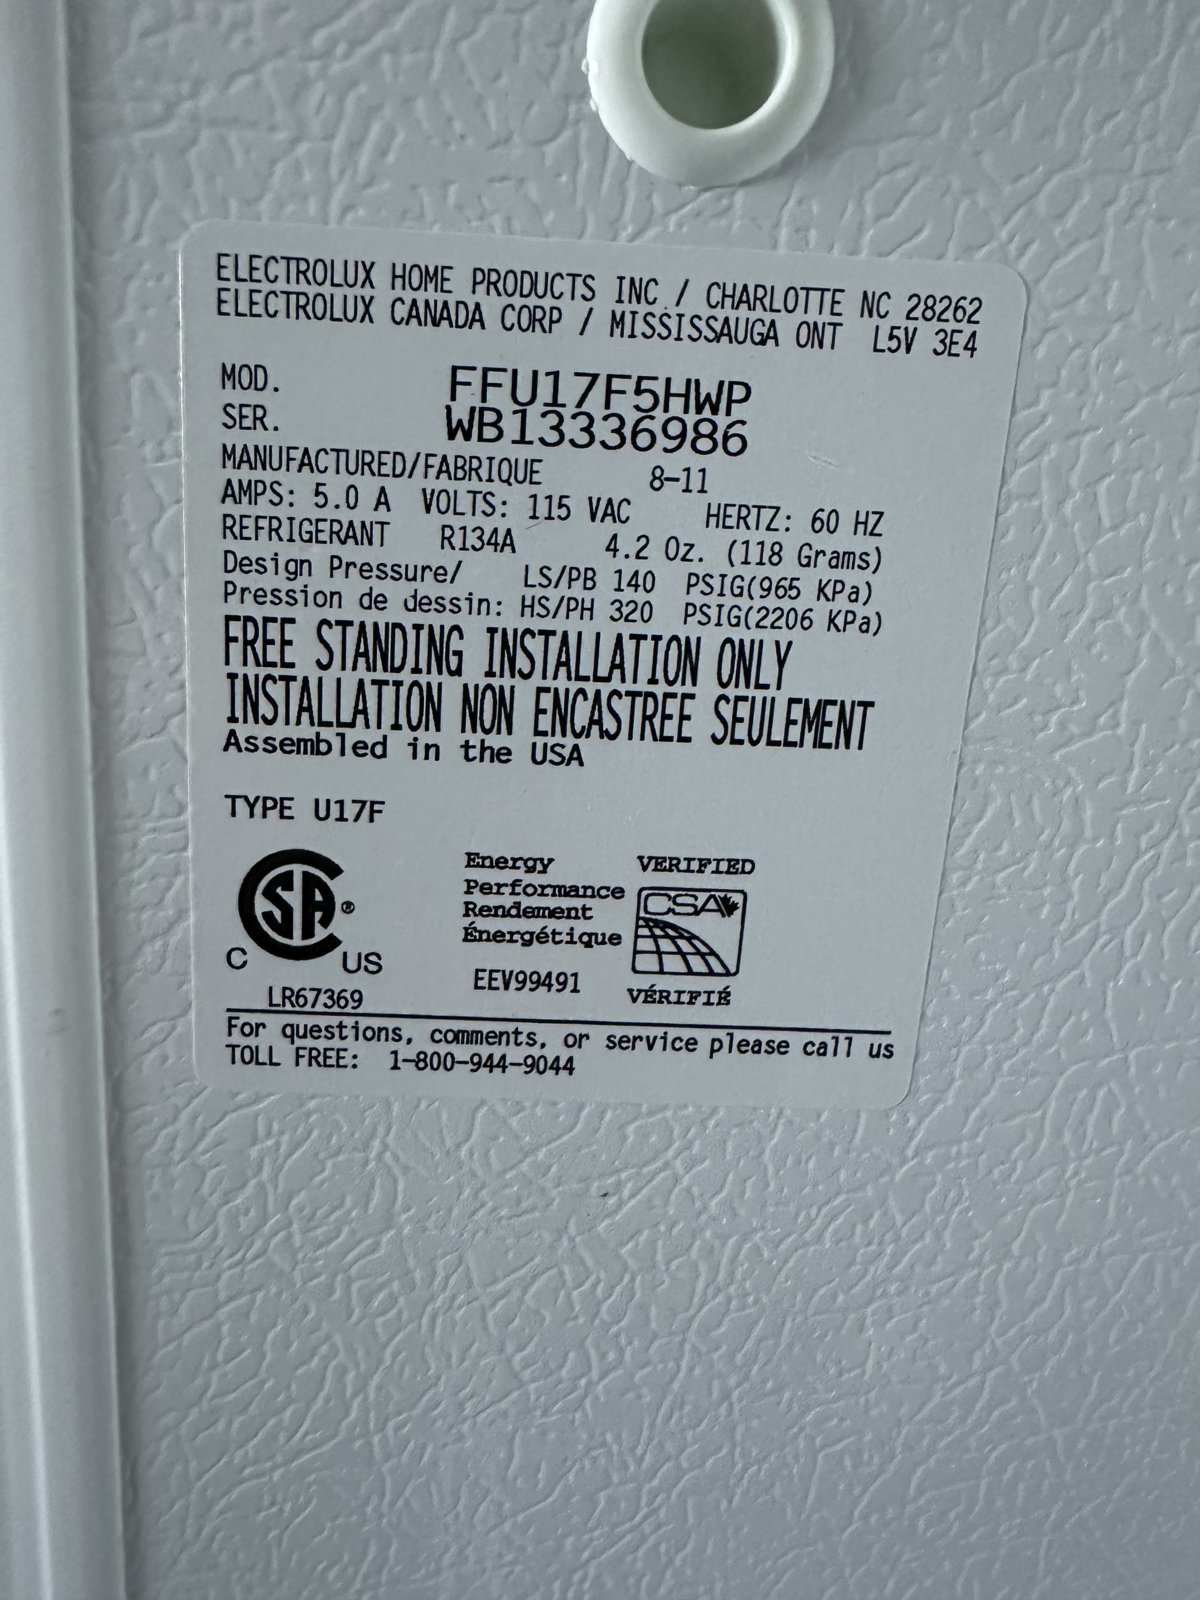 ELECTROLUX HOME PRODUCTS INC / CHARLOTTE NC 28262
ELECTROLUX CANADA CORP / MISSISSAUGA ONT L5V 3E4
MOD. FFU17F5HWP
SER. WB13336986
MANUFACTURED/FABRIQUE 8-11
AMPS: 5.0 A VOLTS: 115 VAC HERTZ: 60 HZ
REFRIGERANT R134A 4.2 Oz. (118 Grams)
Design Pressure/ LS/PB 140 PSIG(965 KPa)
Pression de dessin: HS/PH 320 PSIG(2206 KPa)
FREE STANDING INSTALLATION ONLY
INSTALLATION NON ENCASTREE SEULEMENT
Assembled in the USA
TYPE U17F
SA ®
C US
LR67369
Energy
Performance
Rendement
Énergétique
EEV99491
VERIFIED
CSA
VÉRIFIÉ
For questions, comments, or service please call us
TOLL FREE: 1-800-944-9044